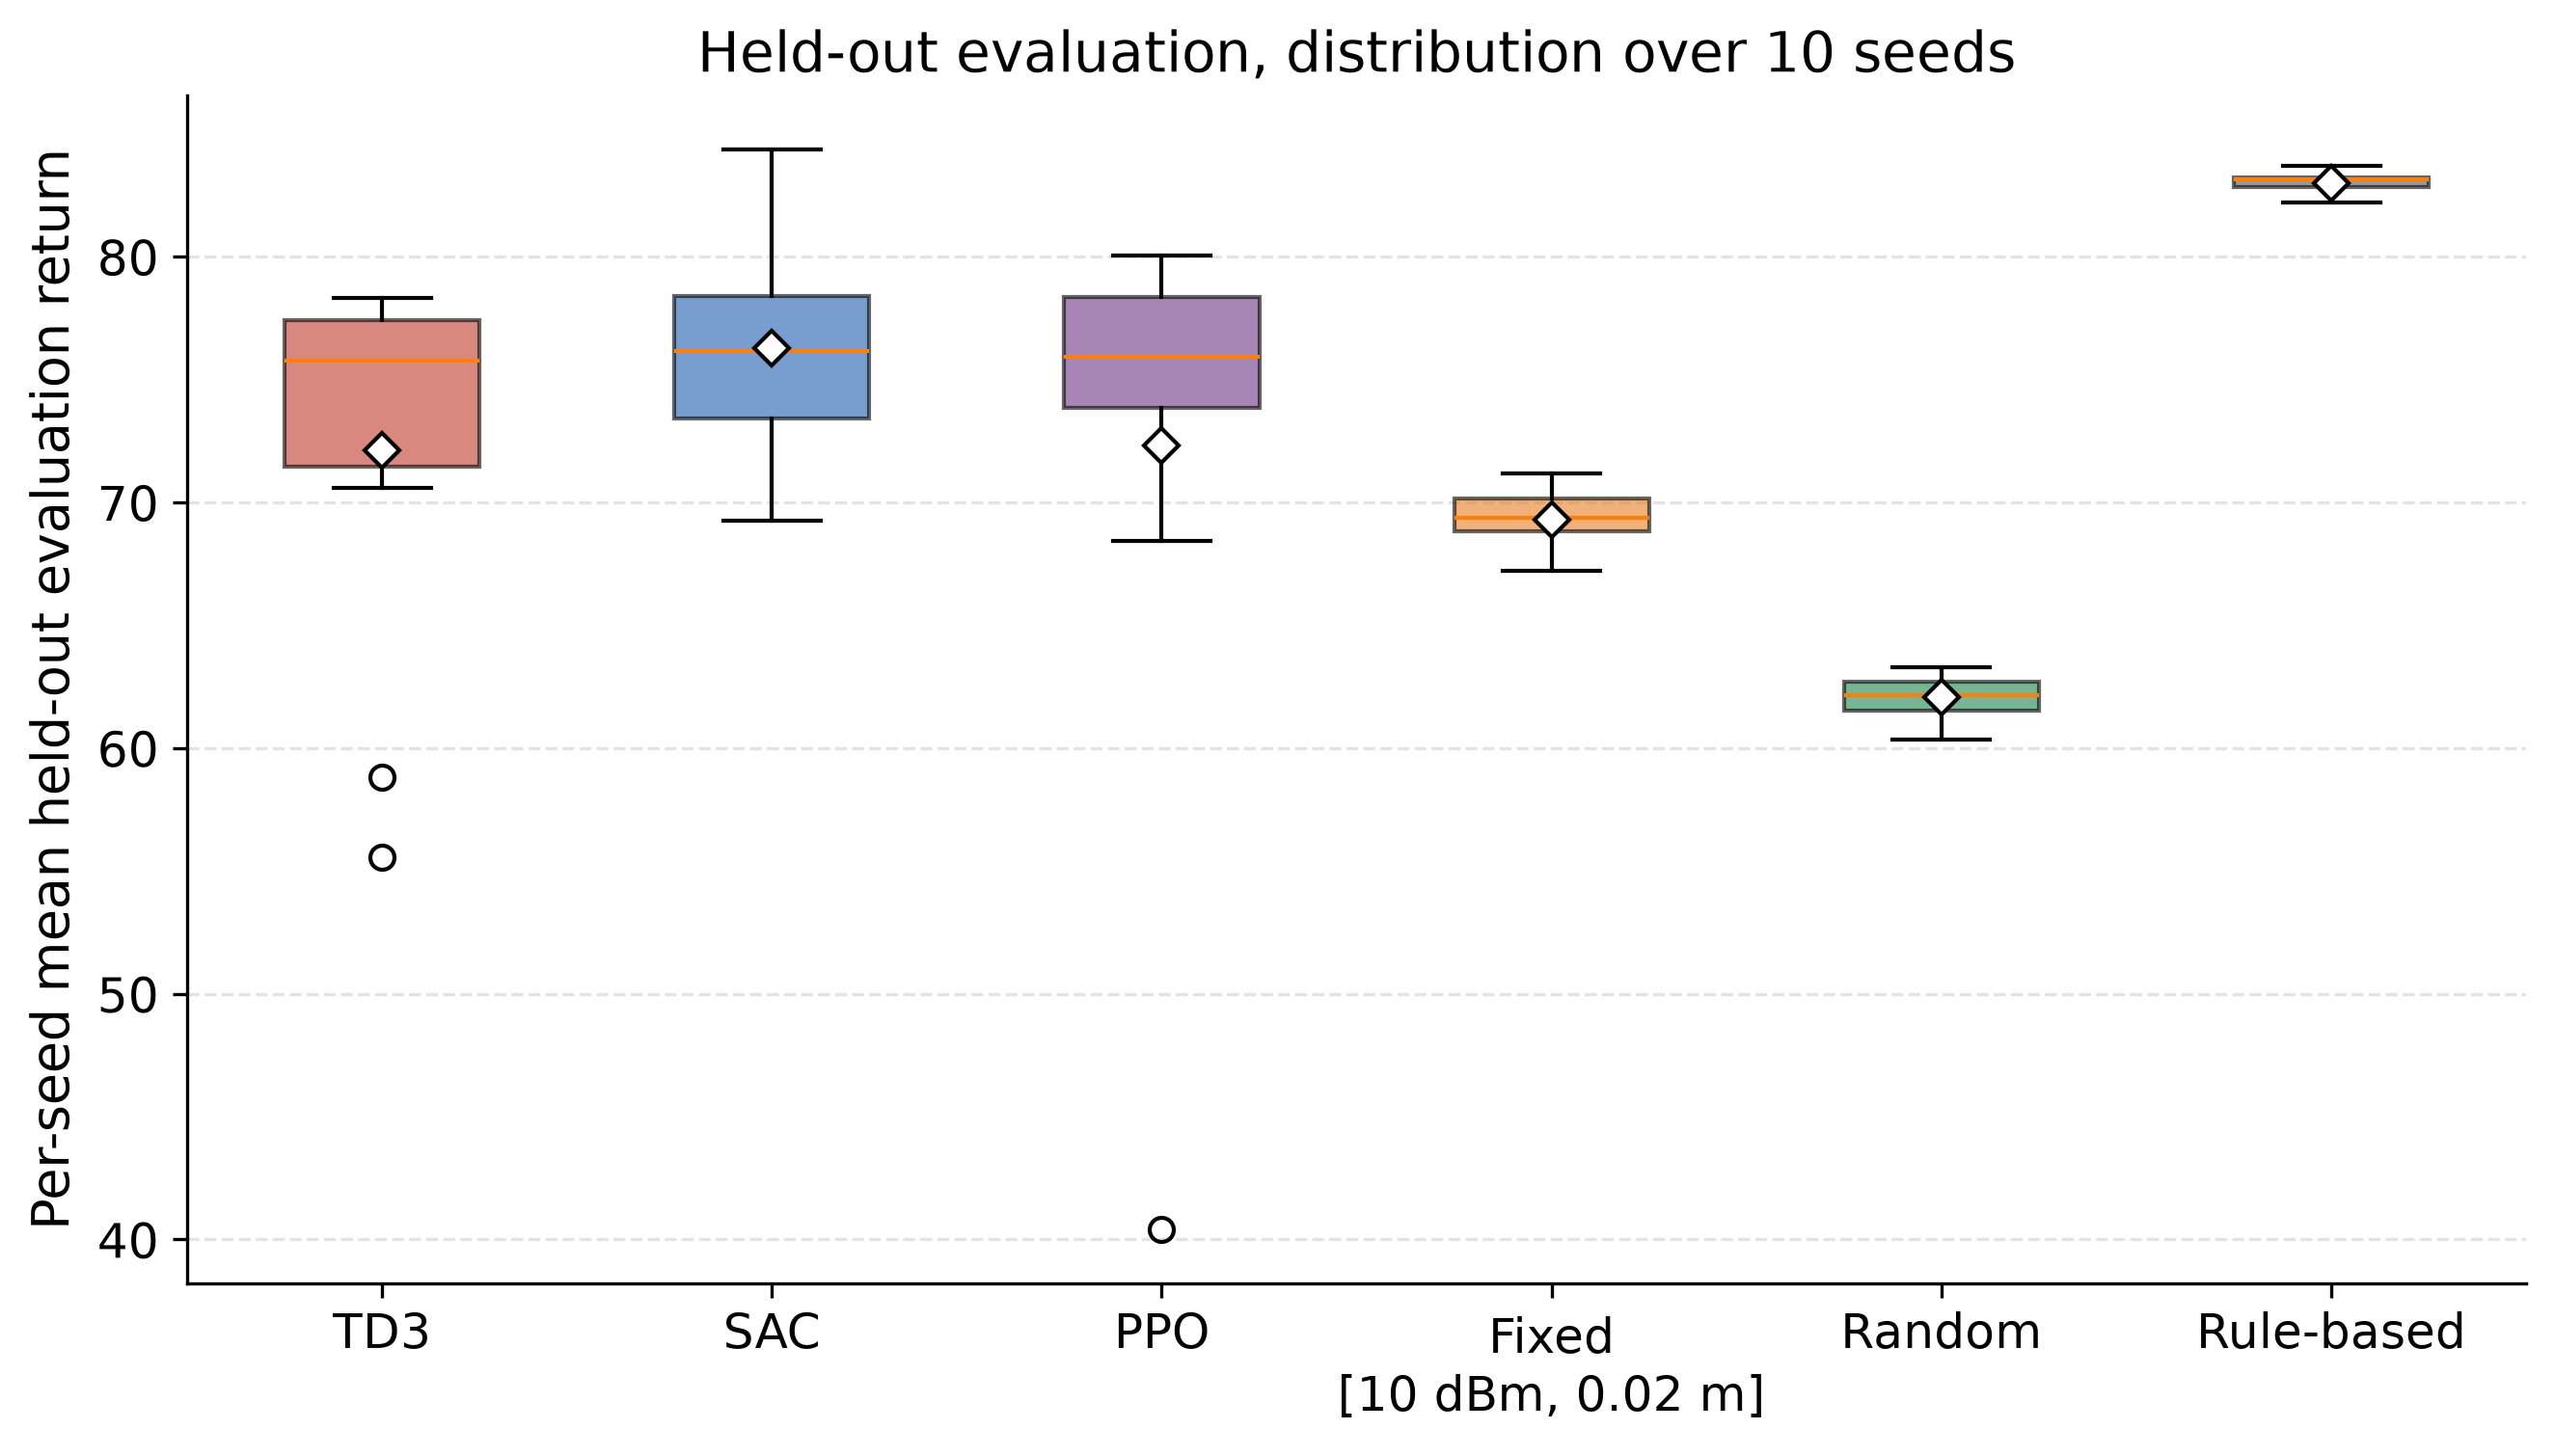 Held-out evaluation, distribution over 10 seeds
Per-seed mean held-out evaluation return
80
70
60
50
40
TD3
SAC
PPO
Fixed
[10 dBm, 0.02 m]
Random
Rule-based